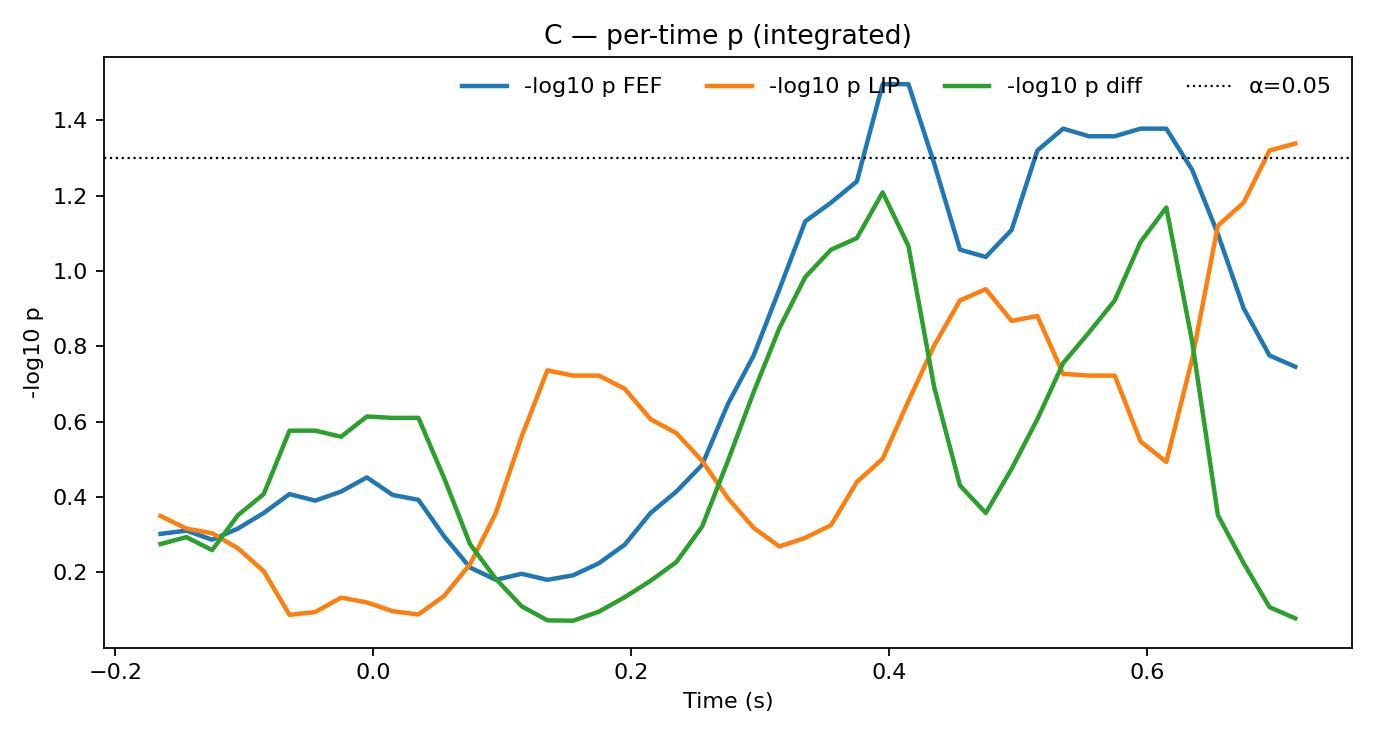 C — per-time p (integrated)
-log10 p FEF
-log10 p LIP
-log10 p diff
α=0.05
-log10 p
1.4
1.2
1.0
0.8
0.6
0.4
0.2
−0.2
0.0
0.2
0.4
0.6
Time (s)